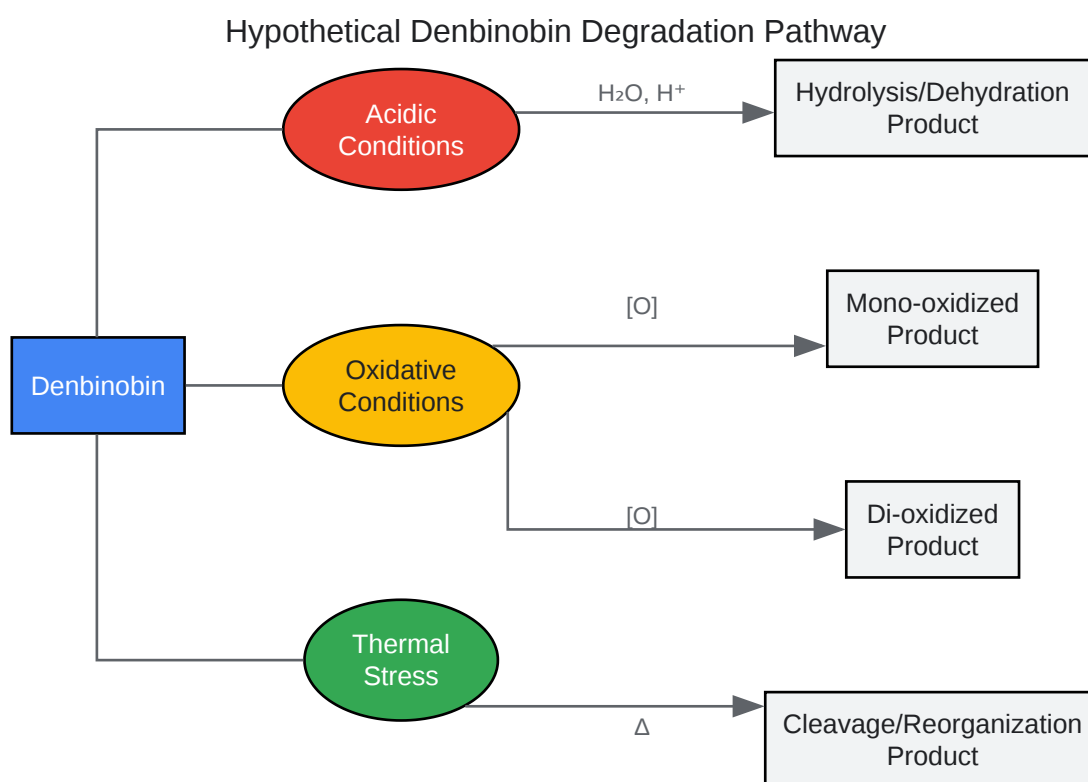 Hypothetical Denbinobin Degradation Pathway
Acidic
Conditions
H₂O, H⁺
Hydrolysis/Dehydration
Product
Denbinobin
Oxidative
Conditions
[O]
Mono-oxidized
Product
[O]
Di-oxidized
Product
Thermal
Stress
Δ
Cleavage/Reorganization
Product